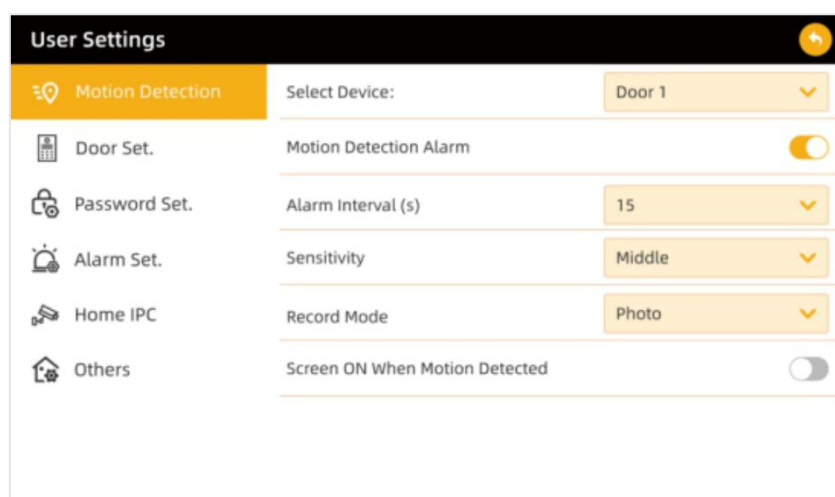 User Settings
Motion Detection
Select Device:
Door 1
Door Set.
Motion Detection Alarm
Password Set.
Alarm Interval (s)
15
Alarm Set.
Sensitivity
Middle
Home IPC
Record Mode
Photo
Others
Screen ON When Motion Detected